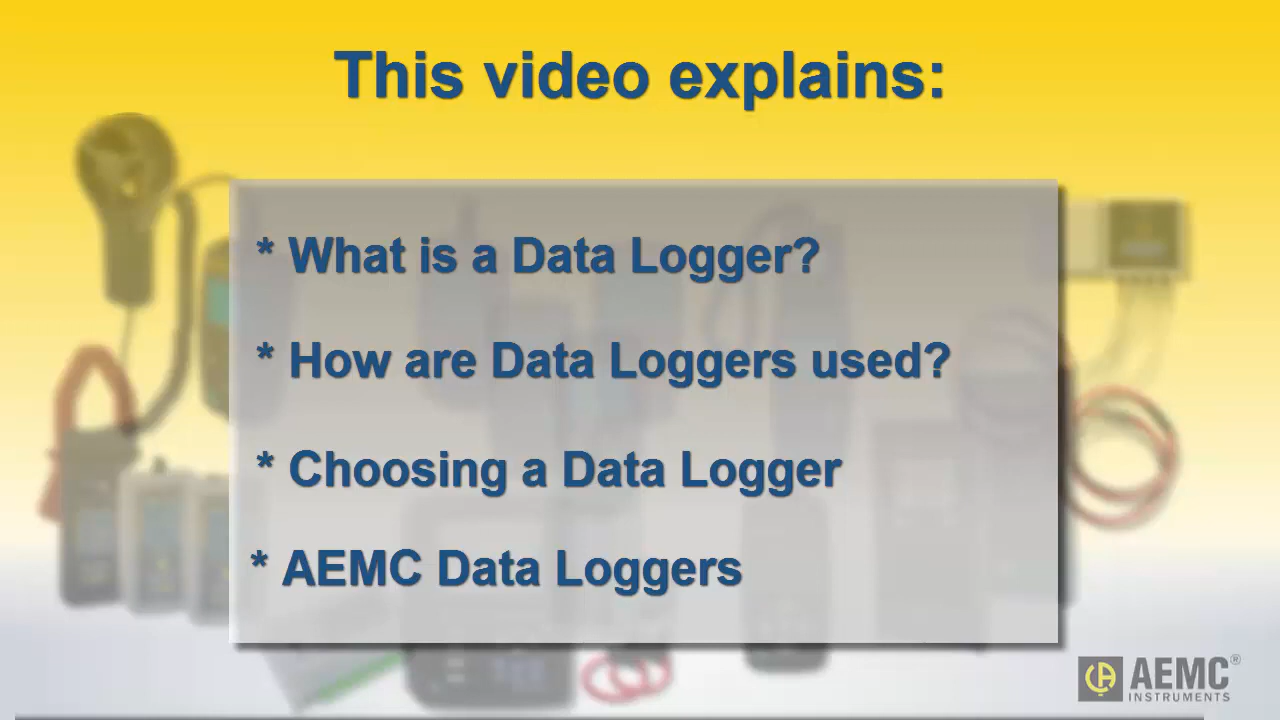 This video explains:
* What is a Data Logger?
* How are Data Loggers used?
* Choosing a Data Logger
* AEMC Data Loggers
AEMC®
INSTRUMENTS